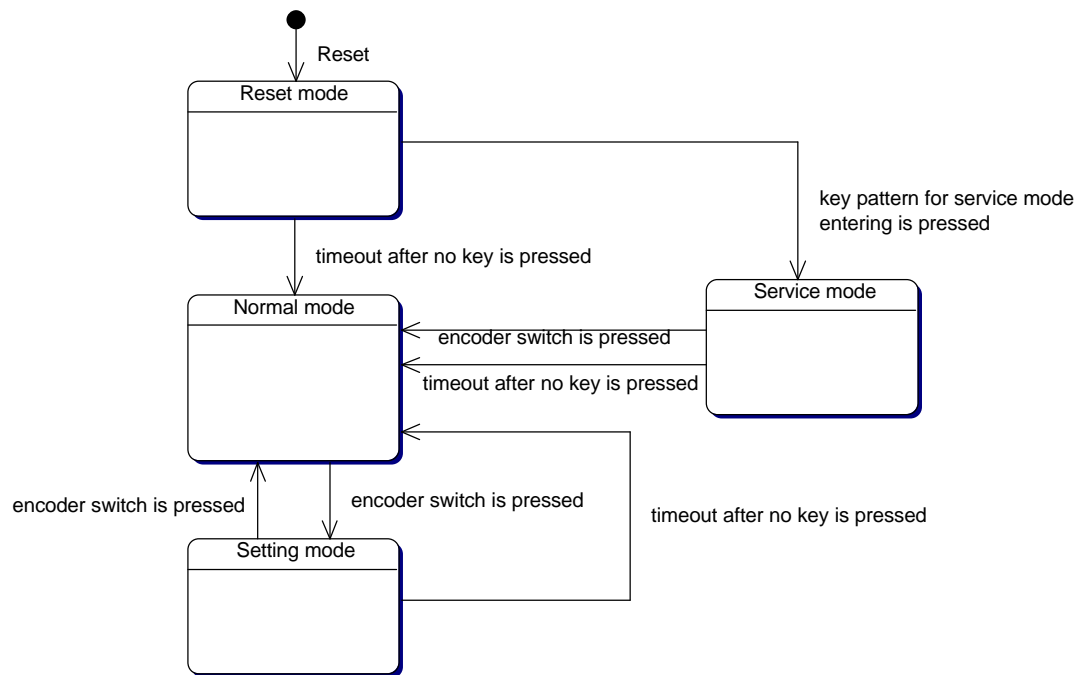 Reset
Reset mode
key pattern for service mode
entering is pressed
timeout after no key is pressed
Normal mode
Service mode
encoder switch is pressed
timeout after no key is pressed
encoder switch is pressed
encoder switch is pressed
timeout after no key is pressed
Setting mode